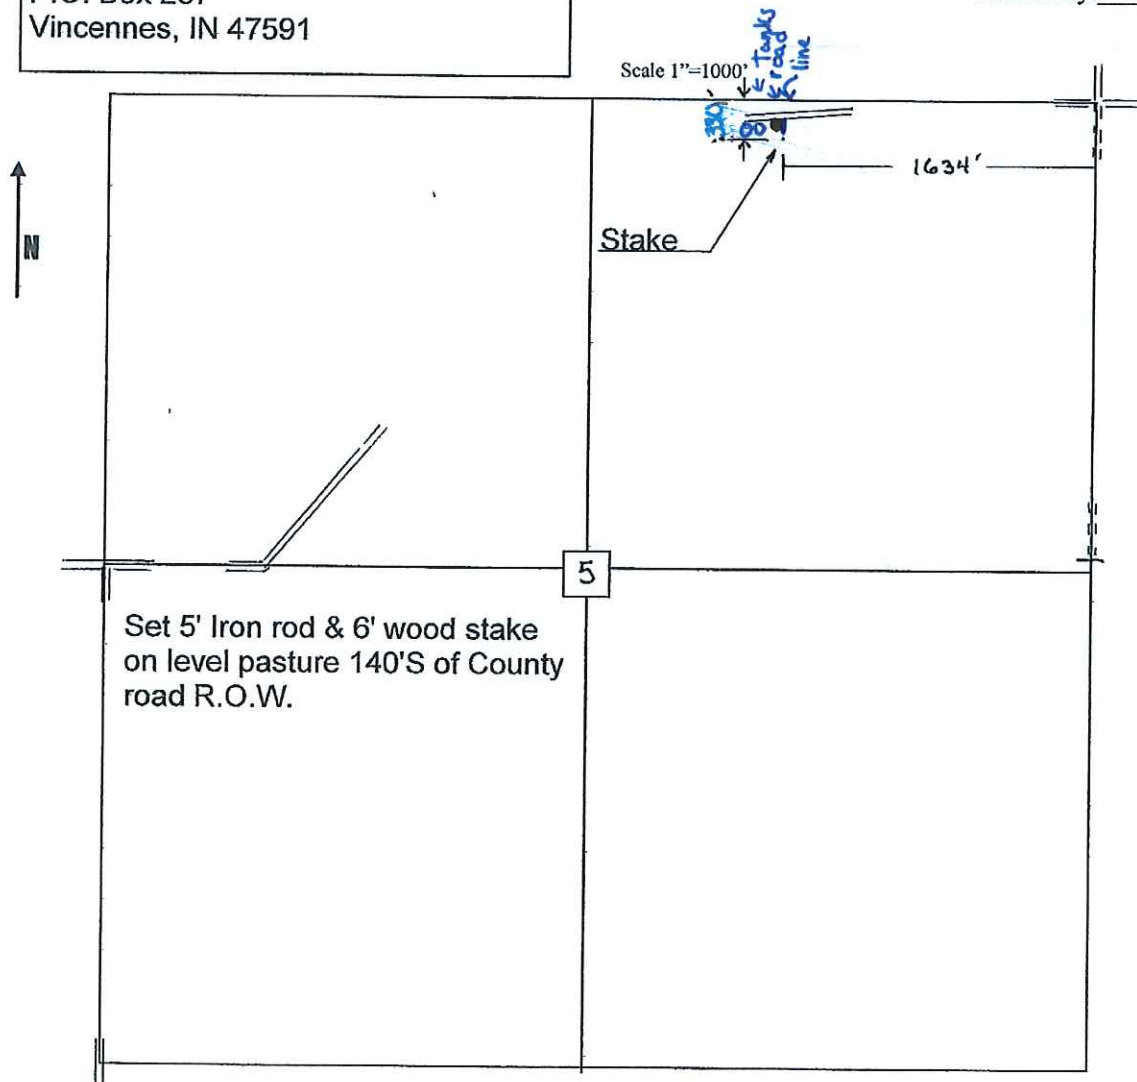 Vincennes, IN 47591
Scale 1"=1000'
Tanks
road
line
330'
1634'
Stake
N
5
Set 5' Iron rod & 6' wood stake
on level pasture 140'S of County
road R.O.W.